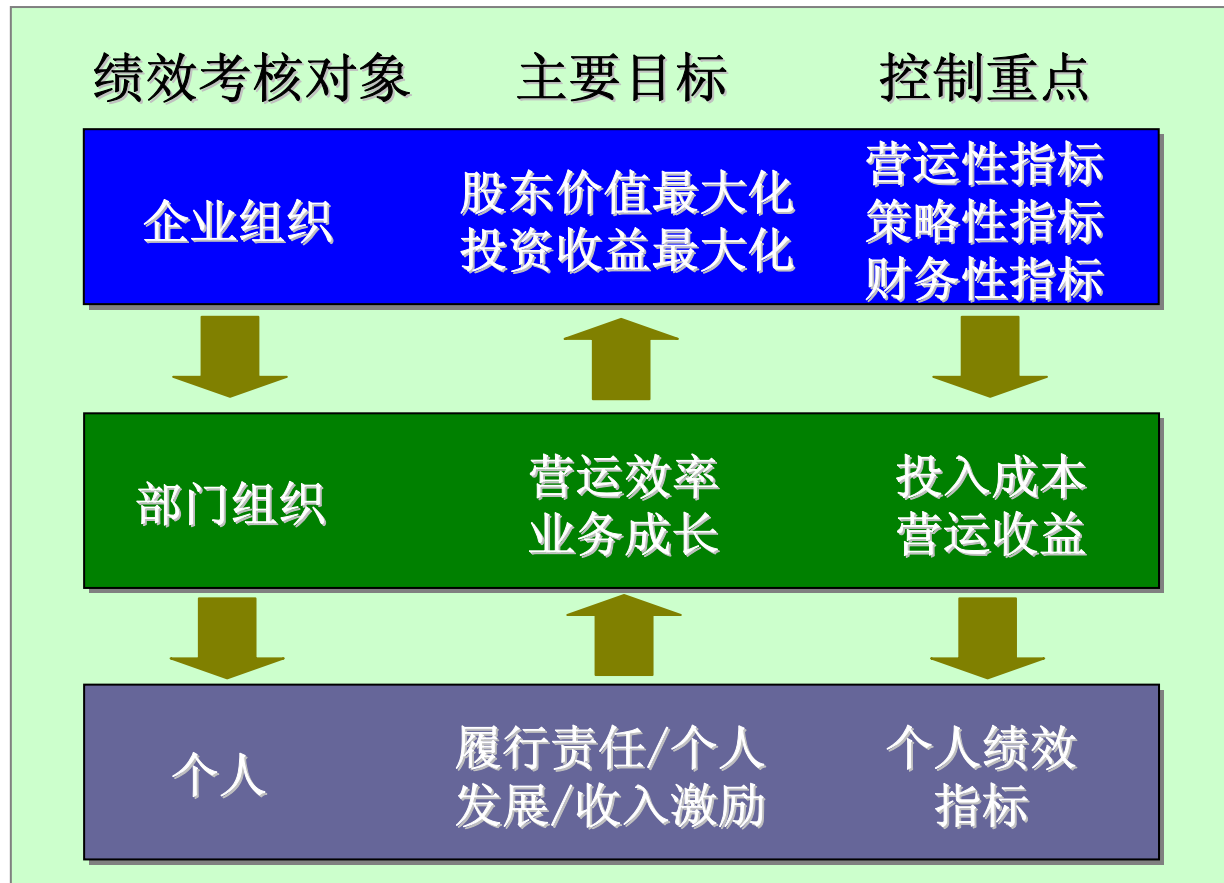 绩效考核对象 主要目标 控制重点
企业组织
股东价值最大化
投资收益最大化
营运性指标
策略性指标
财务性指标
部门组织
营运效率
业务成长
投入成本
营运收益
个人
履行责任/个人
发展/收入激励
个人绩效
指标